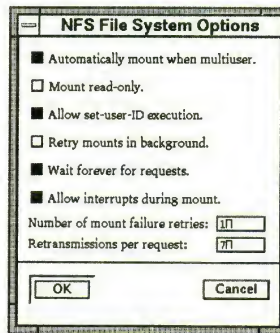 NFS File System Options
Automatically mount when multiuser.
Mount read-only.
Allow set-user-ID execution.
Retry mounts in background.
Wait forever for requests.
Allow interrupts during mount.
Number of mount failure retries: 1
Retransmissions per request: 7
OK Cancel